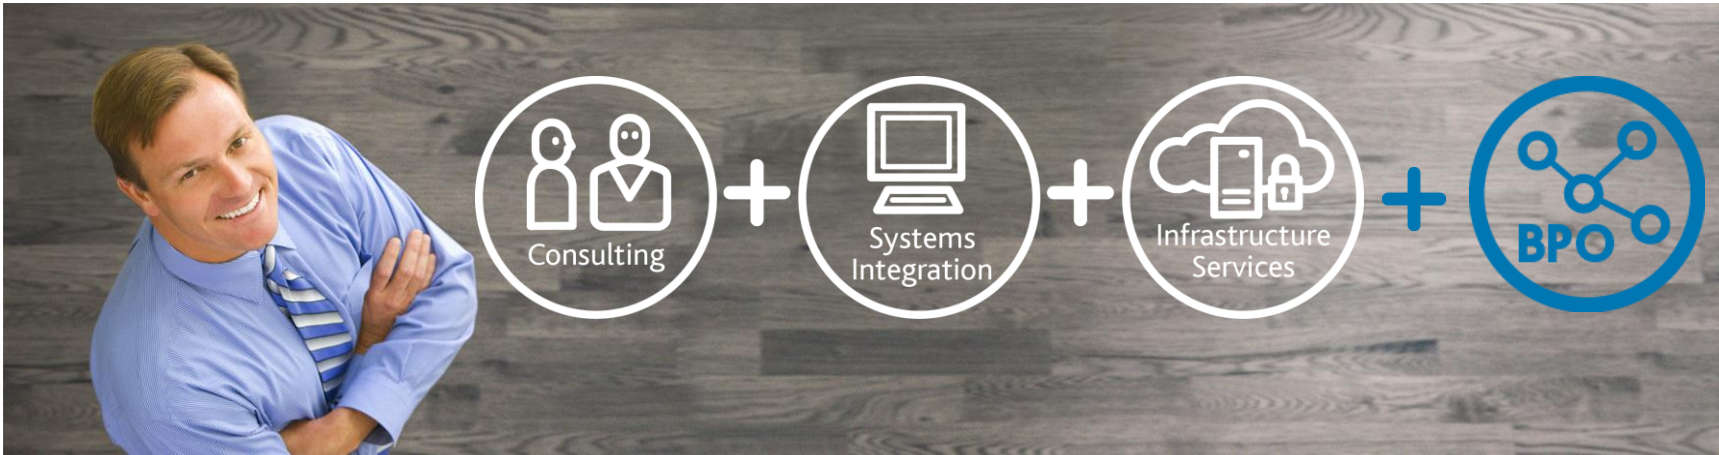 Consulting
Systems
Integration
Infrastructure
Services
BPO